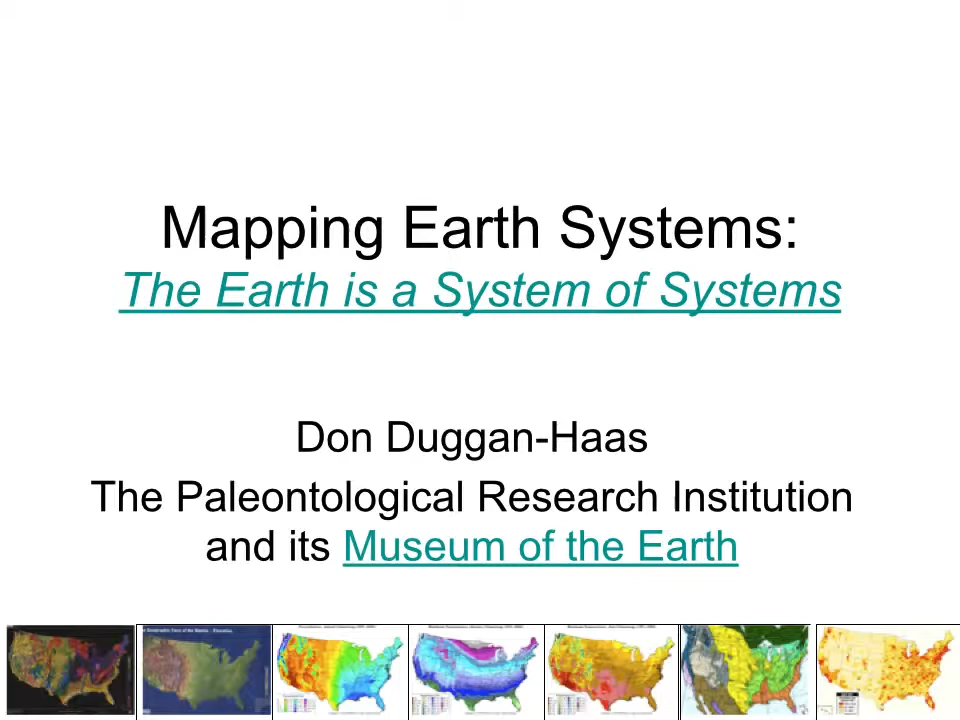 Mapping Earth Systems:
The Earth is a System of Systems
Don Duggan-Haas
The Paleontological Research Institution
and its Museum of the Earth